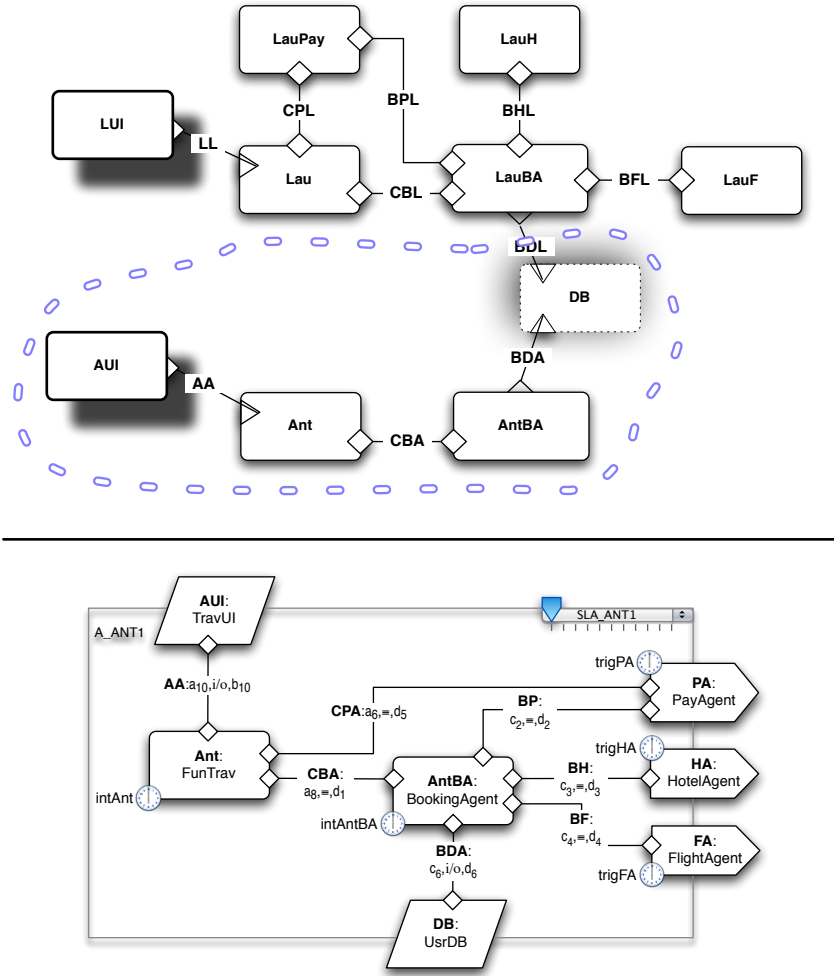 LauPay
LauH
CPL
BPL
BHL
LUI
LL
Lau
CBL
LauBA
BFL
LauF
BDL
DB
AUI
AA
BDA
Ant
CBA
AntBA
AUI:
TravUI
A_ANT1
SLA_ANT1
trigPA
AA:a10,i/o,b10
CPA:a6,≡,d5
BP:
c2,≡,d2
PA:
PayAgent
Ant:
FunTrav
trigHA
CBA:
a8,≡,d1
AntBA:
BookingAgent
BH:
c3,≡,d3
HA:
HotelAgent
intAnt
intAntBA
BF:
c4,≡,d4
FA:
FlightAgent
BDA:
c6,i/o,d6
trigFA
DB:
UsrDB